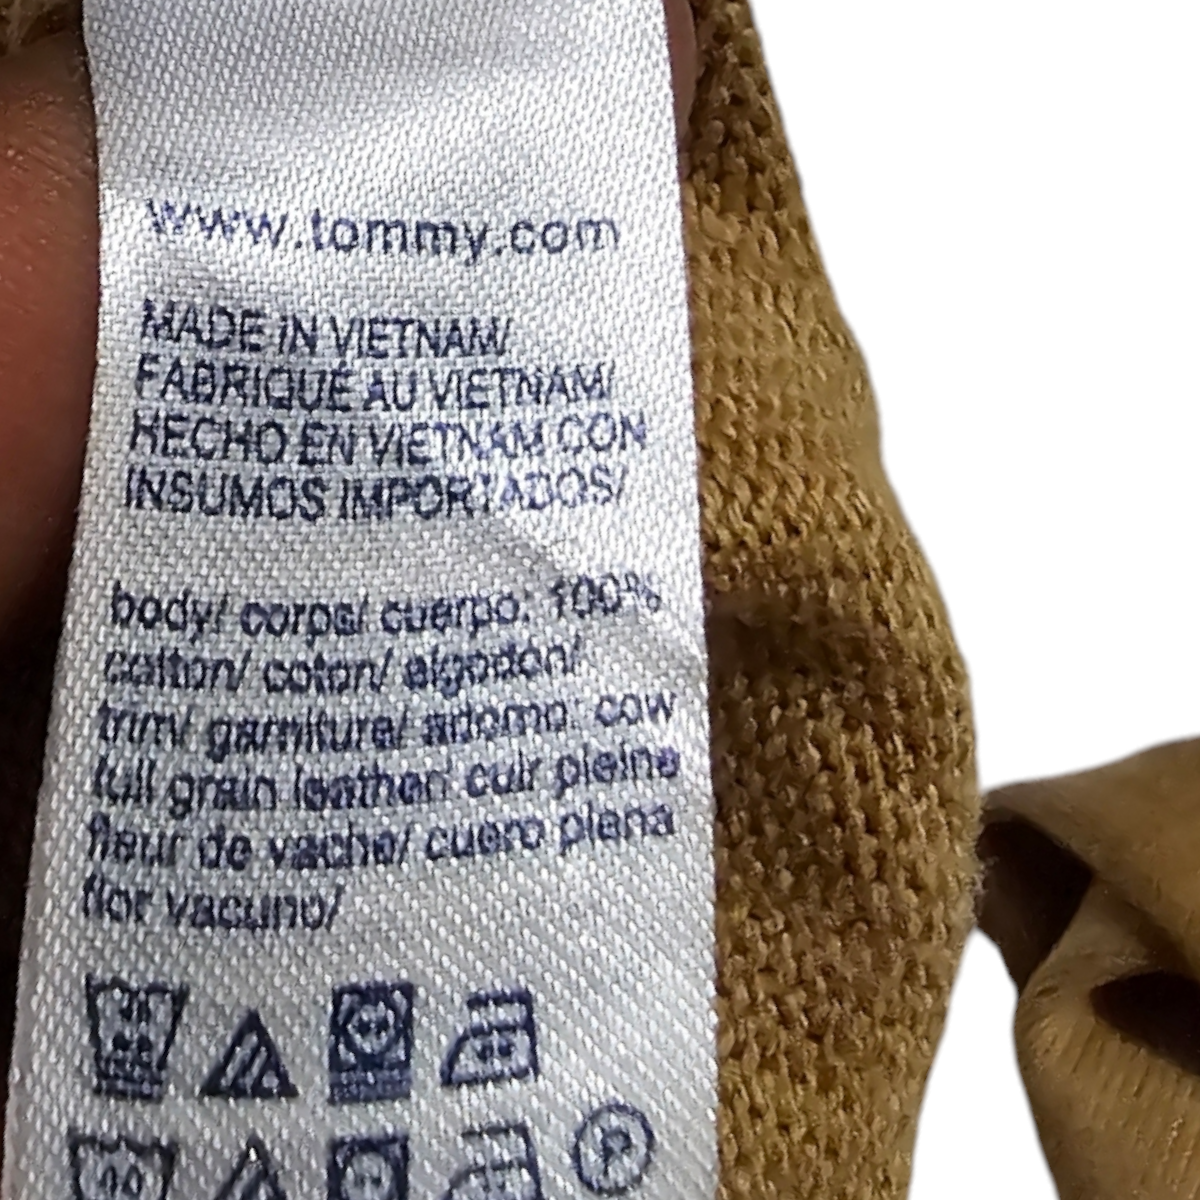 www.tommy.com
MADE IN VIETNAM/
FABRIQUÉ AU VIETNAM/
HECHO EN VIETNAM CON
INSUMOS IMPORTADOS/
body/ corps/ cuerpo: 100%
cotton/ coton/ algodón/
trim/ garniture/ adorno: cow
full grain leather/ cuir pleine
fleur de vache/ cuero plena
flor vacuno/
P